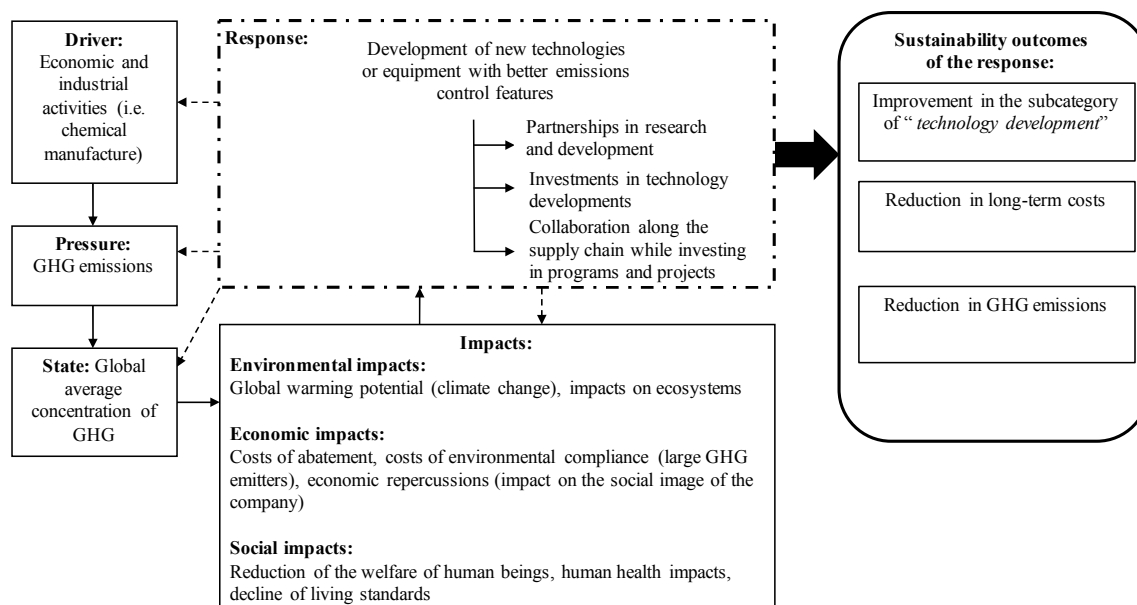 Driver:
Economic and
industrial
activities (i.e.
chemical
manufacture)
Pressure:
GHG emissions
State: Global
average
concentration of
GHG
Response:
Development of new technologies
or equipment with better emissions
control features
Partnerships in research
and development
Investments in technology
developments
Collaboration along the
supply chain while investing
in programs and projects
Impacts:
Environmental impacts:
Global warming potential (climate change), impacts on ecosystems
Economic impacts:
Costs of abatement, costs of environmental compliance (large GHG
emitters), economic repercussions (impact on the social image of the
company)
Social impacts:
Reduction of the welfare of human beings, human health impacts,
decline of living standards
Sustainability outcomes
of the response:
Improvement in the subcategory
of “ technology development”
Reduction in long-term costs
Reduction in GHG emissions